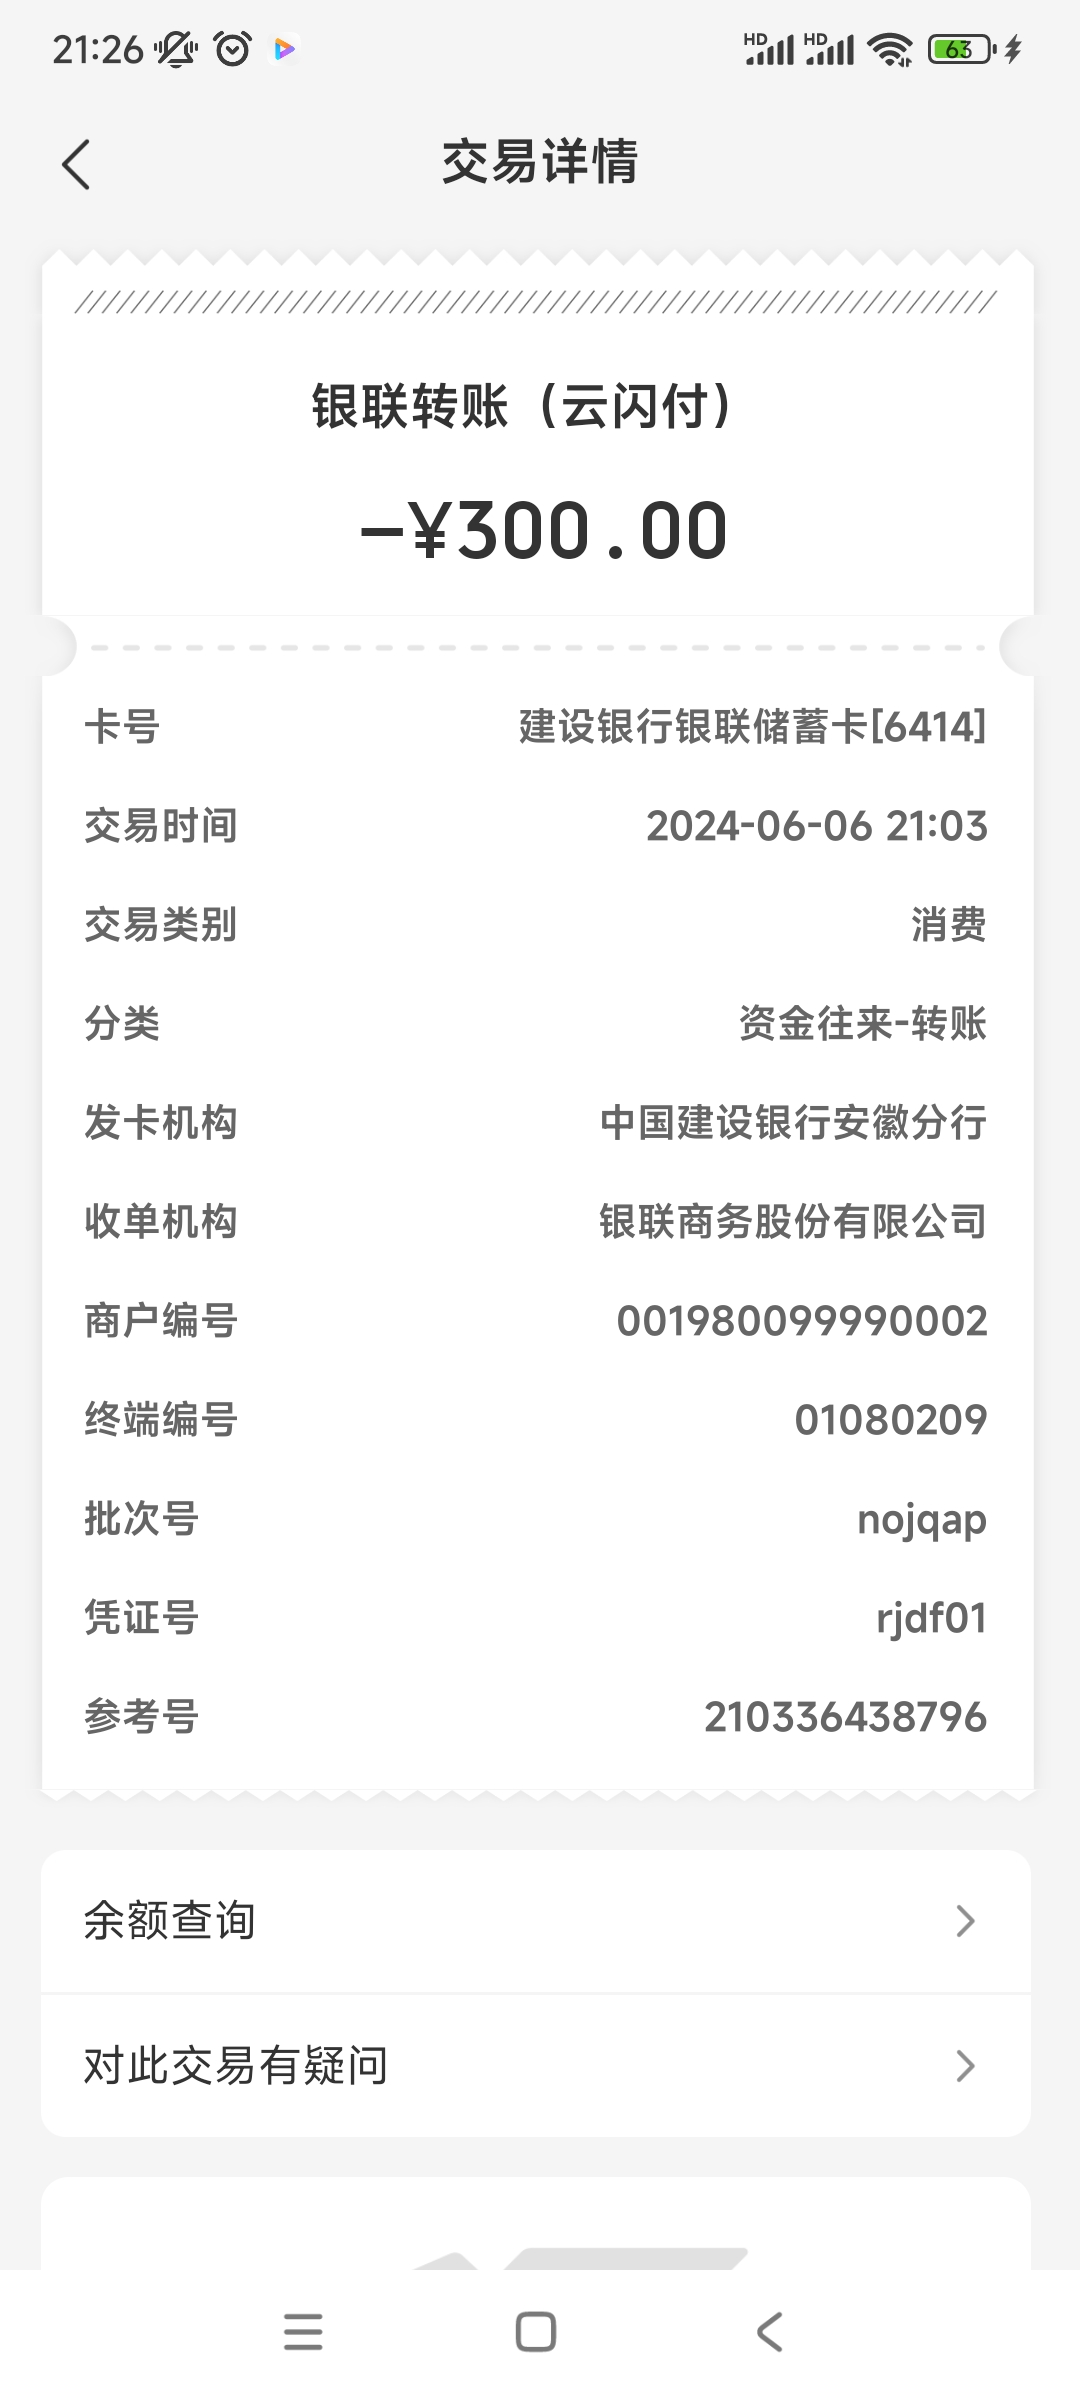 21:26 HD HD 63
交易详情
银联转账（云闪付）
-¥300.00
卡号 建设银行银联储蓄卡[6414]
交易时间 2024-06-06 21:03
交易类别 消费
分类 资金往来-转账
发卡机构 中国建设银行安徽分行
收单机构 银联商务股份有限公司
商户编号 001980099990002
终端编号 01080209
批次号 nojqap
凭证号 rjdf01
参考号 210336438796
余额查询
对此交易有疑问